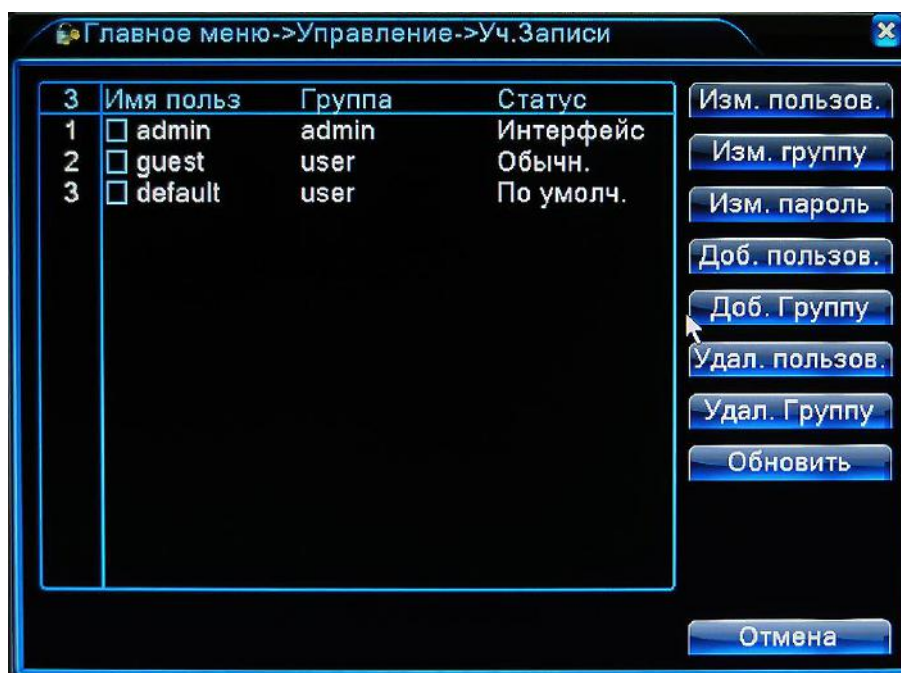 Главное меню->Управление->Уч.Записи
3 Имя польз Группа Статус
1 admin admin Интерфейс
2 guest user Обычн.
3 default user По умолч.
Изм. пользов.
Изм. группу
Изм. пароль
Доб. пользов.
Доб. Группу
Удал. пользов.
Удал. Группу
Обновить
Отмена